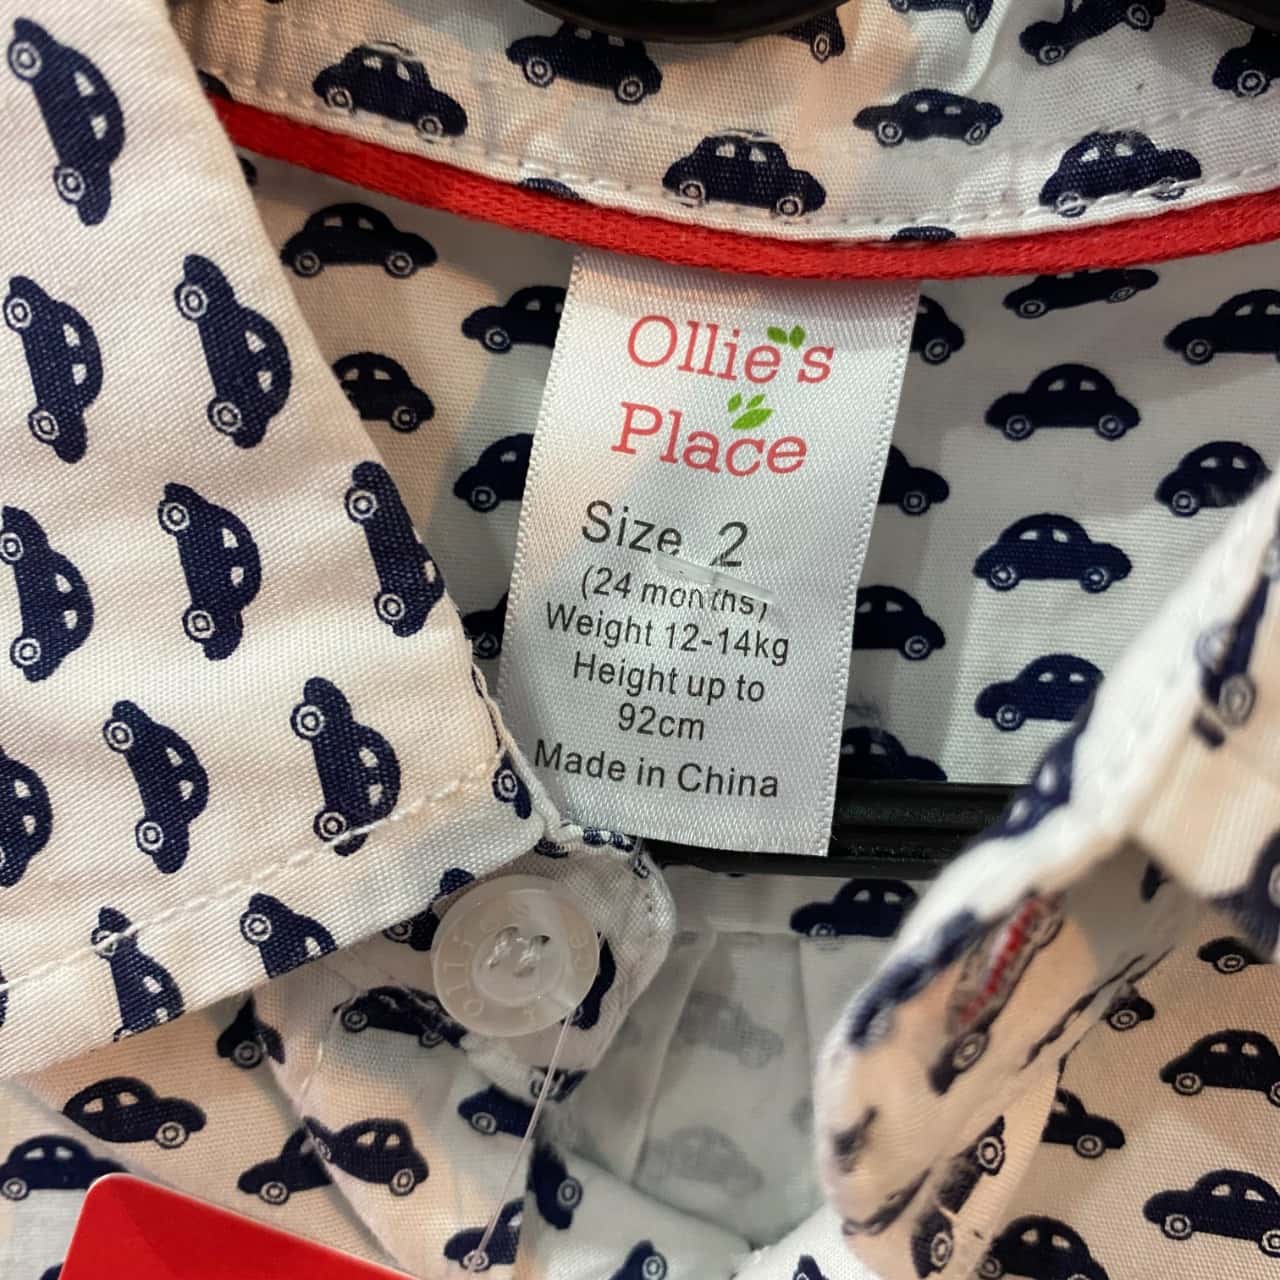 Ollie's
Place
Size 2
(24 months)
Weight 12-14kg
Height up to
92cm
Made in China